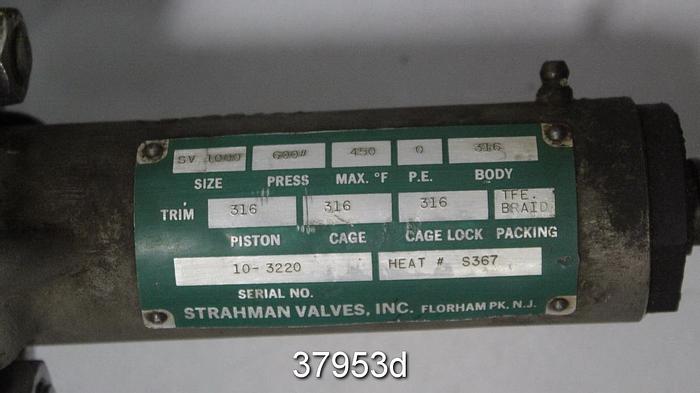 SV 1000 600# 450 0 316
SIZE PRESS MAX. °F P.E. BODY
TRIM 316 316 316 TFE. BRAID
PISTON CAGE CAGE LOCK PACKING
10-3220 HEAT # S367
SERIAL NO.
STRAHMAN VALVES, INC. FLORHAM PK, N.J.
37953d